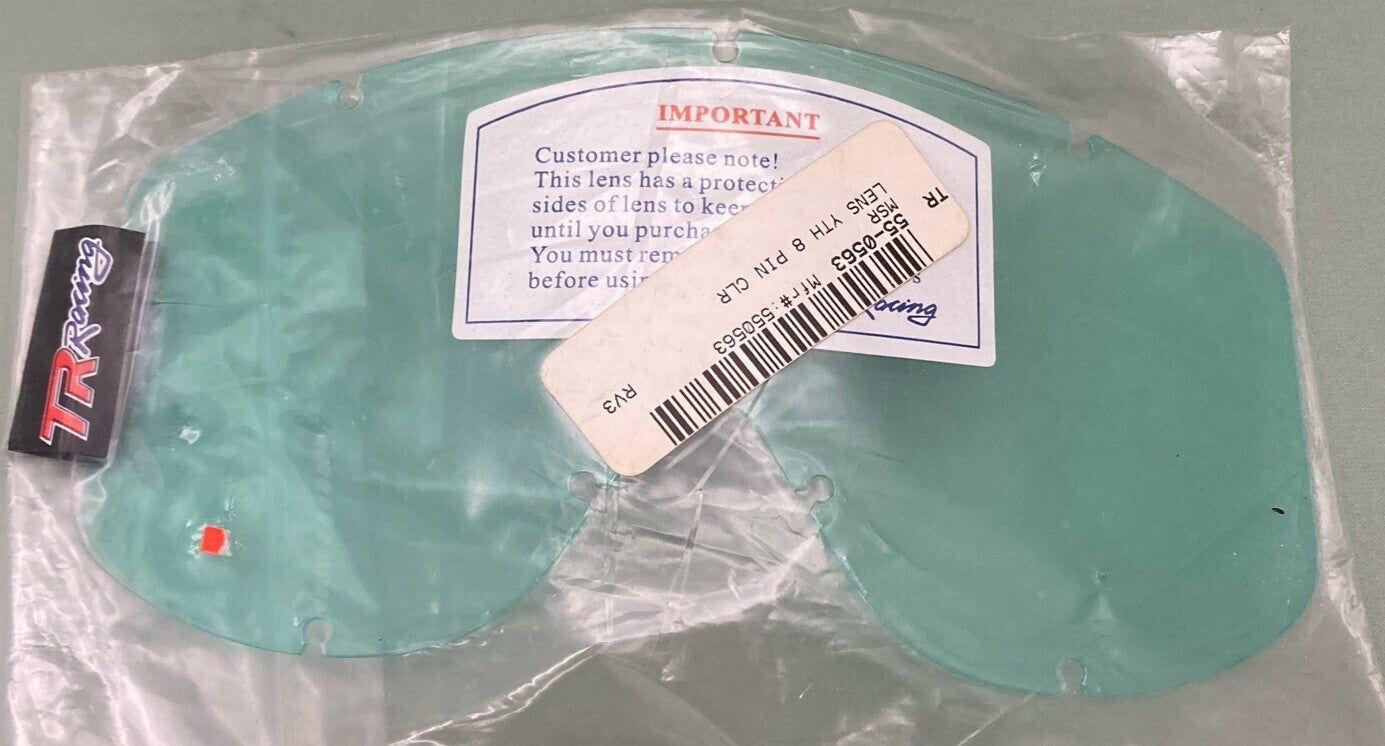 IMPORTANT
Customer please note!
This lens has a protecti
sides of lens to keep
until you purcha
You must rem
before usin
s
acing
TR
LENS YTH 8 PIN CLR
MSR
55-0563 Mfr#:550563
RV3
TR Racing